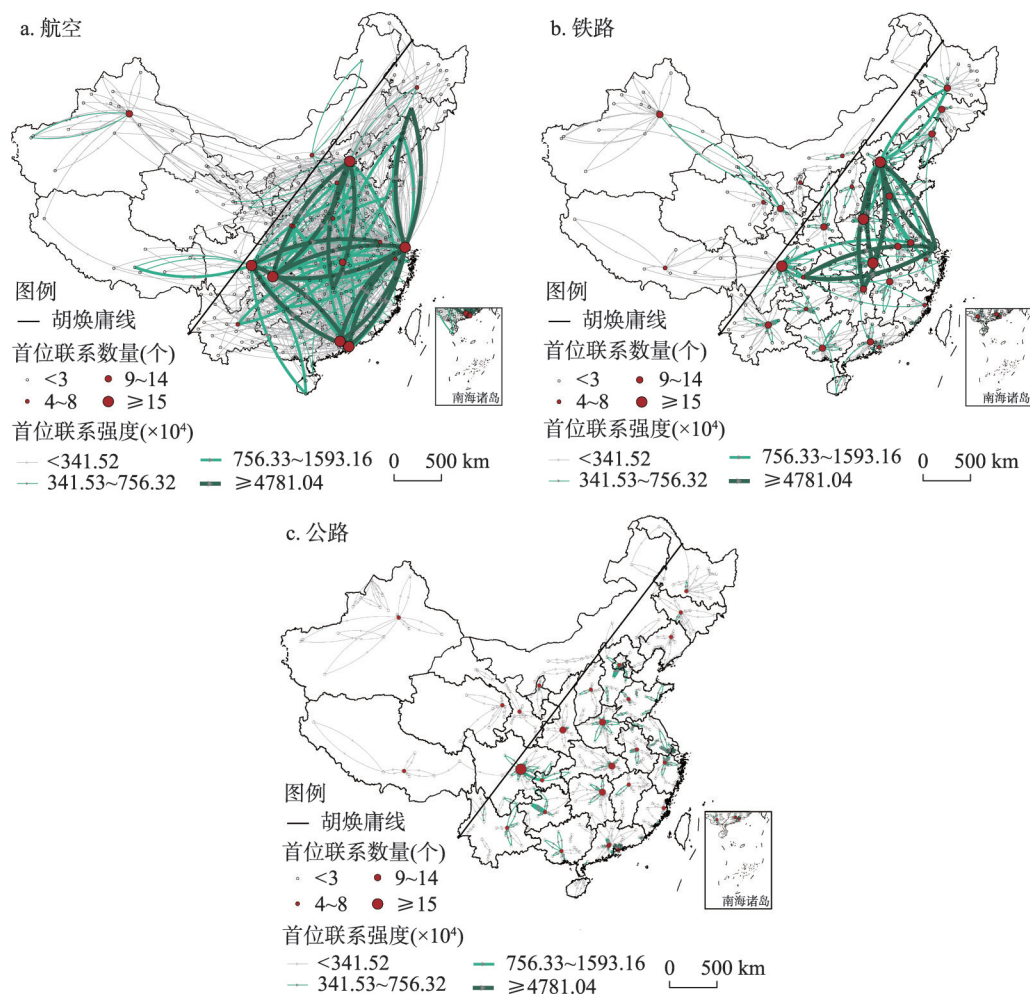 a. 航空
图例
胡焕庸线
首位联系数量(个)
<3 9~14
4~8 ≥15
首位联系强度(×10⁴)
<341.52 756.33~1593.16
341.53~756.32 ≥4781.04
0 500 km
南海诸岛
b. 铁路
图例
胡焕庸线
首位联系数量(个)
<3 9~14
4~8 ≥15
首位联系强度(×10⁴)
<341.52 756.33~1593.16
341.53~756.32 ≥4781.04
0 500 km
南海诸岛
c. 公路
图例
胡焕庸线
首位联系数量(个)
<3 9~14
4~8 ≥15
首位联系强度(×10⁴)
<341.52 756.33~1593.16
341.53~756.32 ≥4781.04
0 500 km
南海诸岛